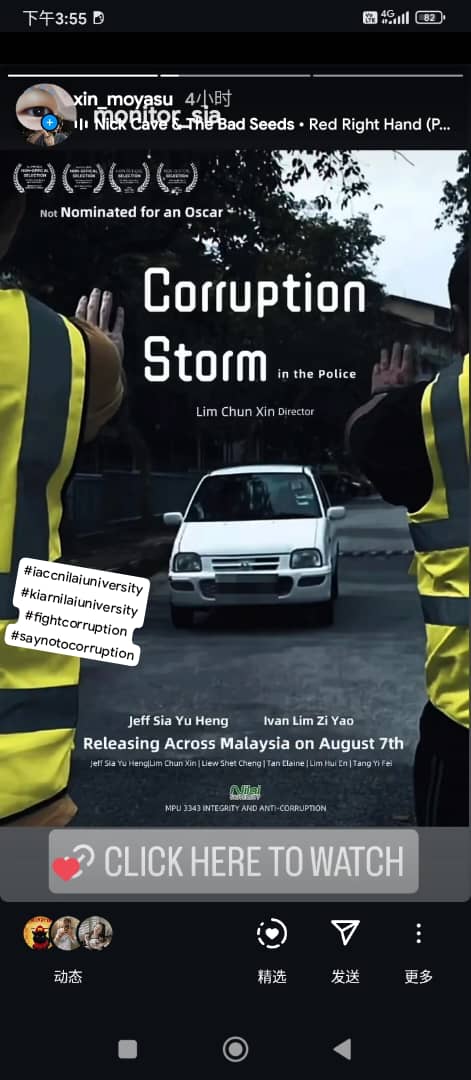 下午3:55
4G
82
xin_moyasu 4小时
monitor_sia
Nick Cave & The Bad Seeds • Red Right Hand (P...
Not Nominated for an Oscar
Corruption
Storm in the Police
Lim Chun Xin Director
#iaccnilaiuniversity
#kiarnilaiuniversity
#fightcorruption
#saynotocorruption
Jeff Sia Yu Heng Ivan Lim Zi Yao
Releasing Across Malaysia on August 7th
Jeff Sia Yu Heng|Lim Chun Xin | Liew Shet Cheng | Tan Elaine | Lim Hui En | Tang Yi Fei
Nilai
UNIVERSITY
MPU 3343 INTEGRITY AND ANTI-CORRUPTION
CLICK HERE TO WATCH
动态 精选 发送 更多